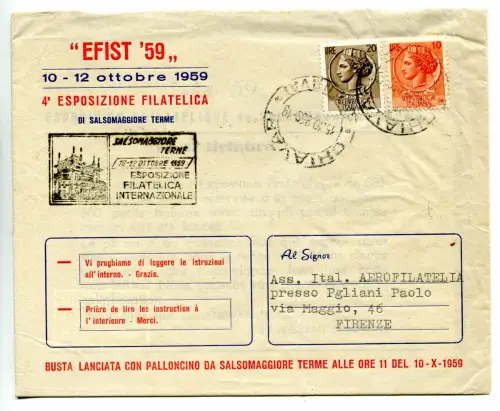 "EFIST '59„
10 - 12 ottobre 1959
4ª ESPOSIZIONE FILATELICA
DI SALSOMAGGIORE TERME
SALSOMAGGIORE
TERME
10-12 OTTOBRE 1959
ESPOSIZIONE
FILATELICA
INTERNAZIONALE
LIRE 20
LIRE 10
CHIAVARI
Vi proghiamo di leggere le istruzioni
all'interno. - Grazie.
Prière de lire les instruction à
l'interieure - Merci.
Al Signor
Ass. Ital. AEROFILATELIA
presso Pgliani Paolo
via Maggio, 46
FIRENZE
BUSTA LANCIATA CON PALLONCINO DA SALSOMAGGIORE TERME ALLE ORE 11 DEL 10-X-1959